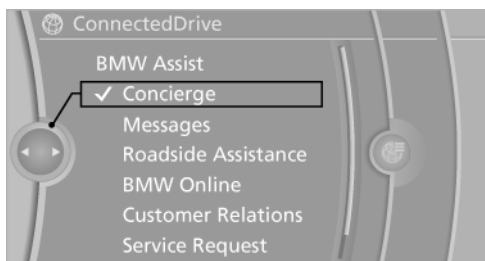 ConnectedDrive
BMW Assist
✓ Concierge
Messages
Roadside Assistance
BMW Online
Customer Relations
Service Request